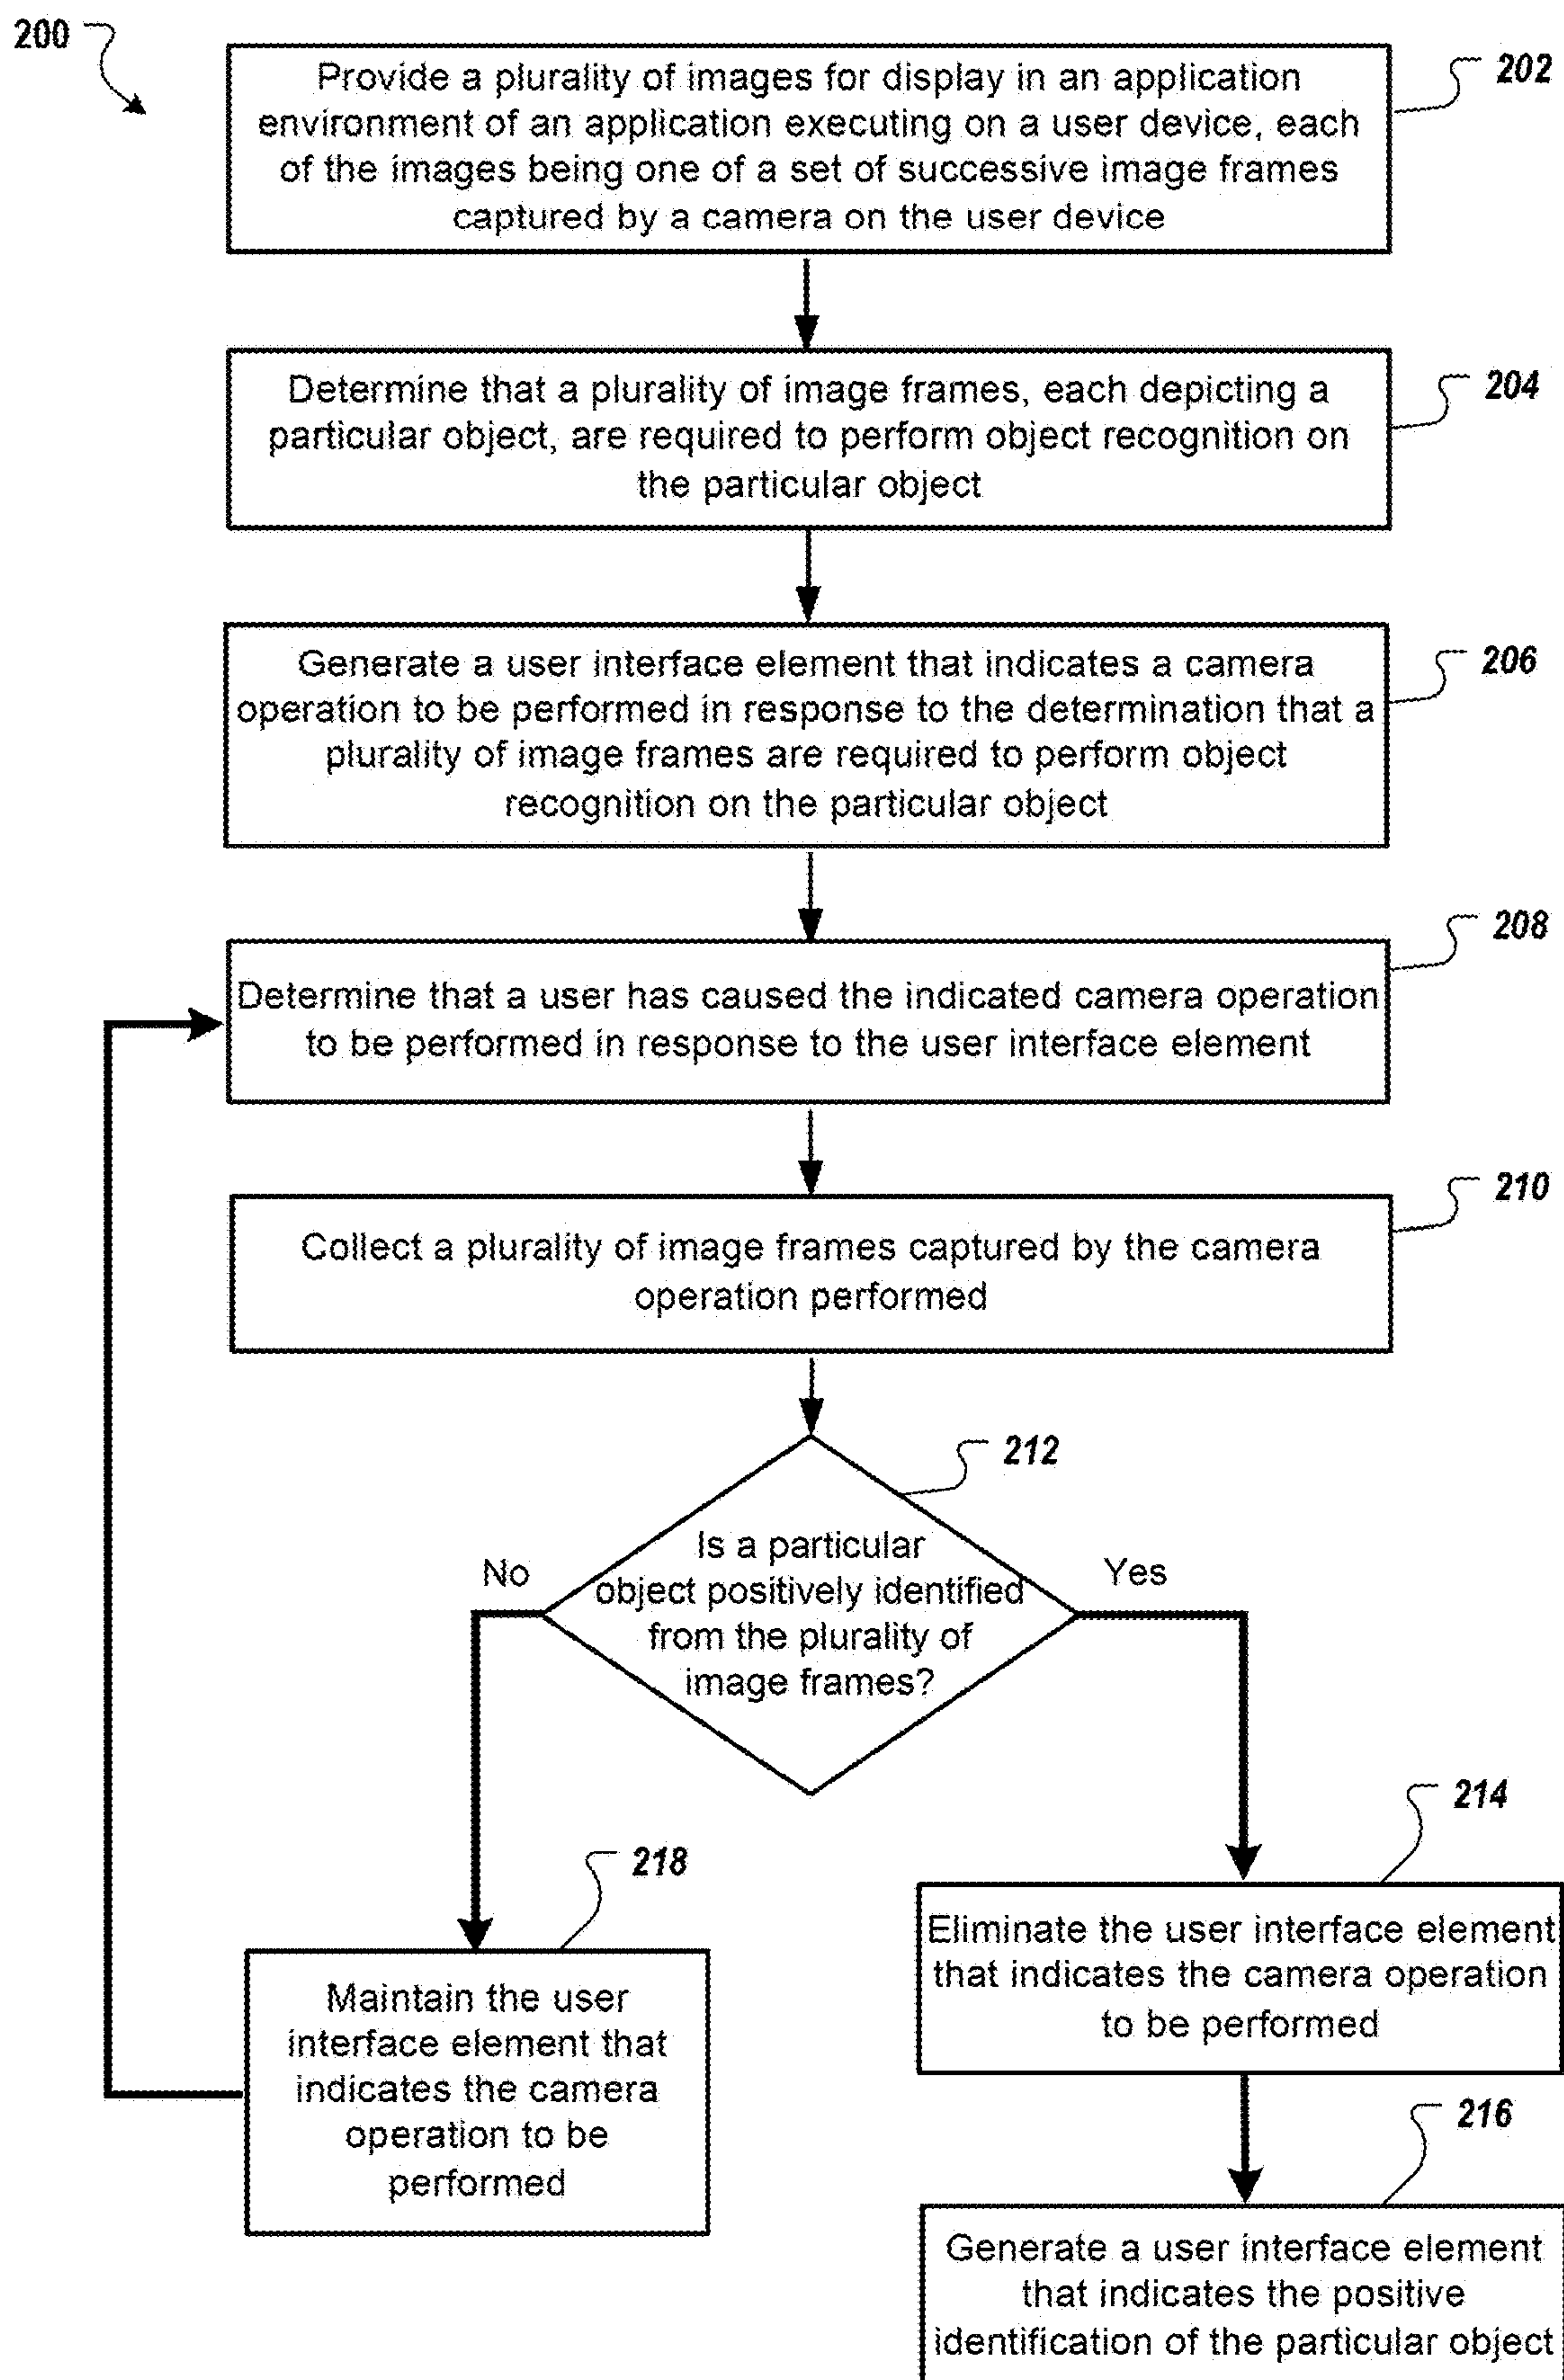 200
Provide a plurality of images for display in an application
environment of an application executing on a user device, each
of the images being one of a set of successive image frames
captured by a camera on the user device
202
Determine that a plurality of image frames, each depicting a
particular object, are required to perform object recognition on
the particular object
204
Generate a user interface element that indicates a camera
operation to be performed in response to the determination that a
plurality of image frames are required to perform object
recognition on the particular object
206
Determine that a user has caused the indicated camera operation
to be performed in response to the user interface element
208
Collect a plurality of image frames captured by the camera
operation performed
210
Is a particular
object positively identified
from the plurality of
image frames?
212
No
Yes
Eliminate the user interface element
that indicates the camera operation
to be performed
214
Maintain the user
interface element that
indicates the camera
operation to be
performed
218
Generate a user interface element
that indicates the positive
identification of the particular object
216